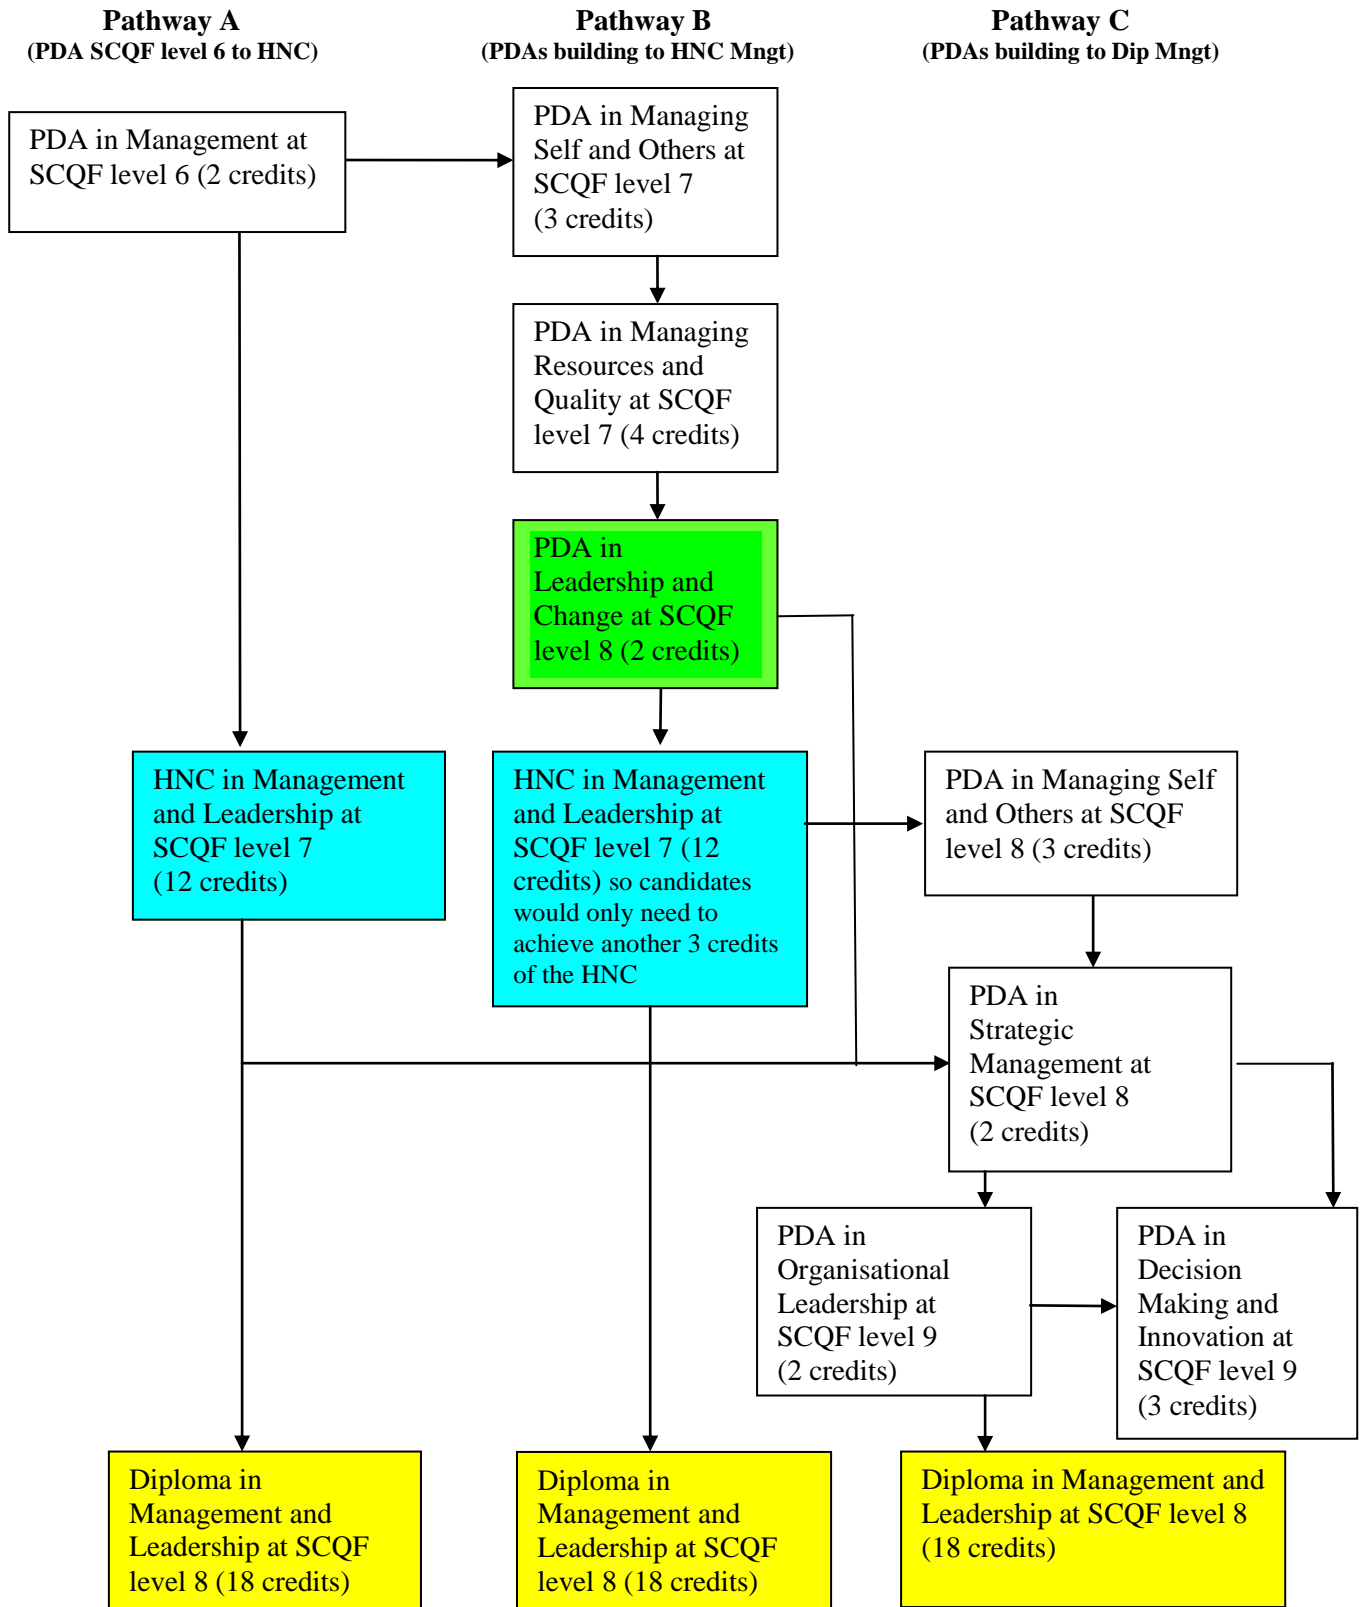 Pathway A
(PDA SCQF level 6 to HNC)
Pathway B
(PDAs building to HNC Mngt)
Pathway C
(PDAs building to Dip Mngt)
PDA in Management at
SCQF level 6 (2 credits)
PDA in Managing
Self and Others at
SCQF level 7
(3 credits)
PDA in Managing
Resources and
Quality at SCQF
level 7 (4 credits)
PDA in
Leadership and
Change at SCQF
level 8 (2 credits)
HNC in Management
and Leadership at
SCQF level 7
(12 credits)
HNC in Management
and Leadership at
SCQF level 7 (12
credits) so candidates
would only need to
achieve another 3 credits
of the HNC
PDA in Managing Self
and Others at SCQF
level 8 (3 credits)
PDA in
Strategic
Management at
SCQF level 8
(2 credits)
PDA in
Organisational
Leadership at
SCQF level 9
(2 credits)
PDA in
Decision
Making and
Innovation at
SCQF level 9
(3 credits)
Diploma in
Management and
Leadership at SCQF
level 8 (18 credits)
Diploma in
Management and
Leadership at SCQF
level 8 (18 credits)
Diploma in Management and
Leadership at SCQF level 8
(18 credits)